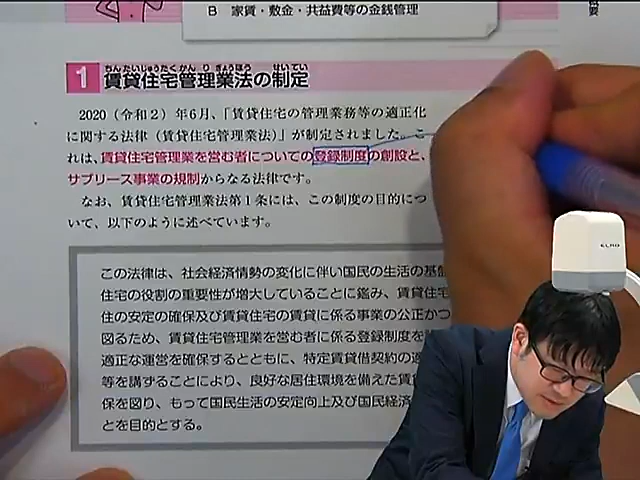 B 家賃・敷金・共益費等の金銭管理
概要
ちんたいじゅうたくかんりぎょうほう せいてい
1 賃貸住宅管理業法の制定
2020（令和２）年６月、「賃貸住宅の管理業務等の適正化
に関する法律（賃貸住宅管理業法）」が制定されました。こ
れは、賃貸住宅管理業を営む者についての登録制度の創設と、
サブリース事業の規制からなる法律です。
なお、賃貸住宅管理業法第１条には、この制度の目的につ
いて、以下のように述べています。
この法律は、社会経済情勢の変化に伴い国民の生活の基盤
住宅の役割の重要性が増大していることに鑑み、賃貸住宅
住の安定の確保及び賃貸住宅の賃貸に係る事業の公正かつ
図るため、賃貸住宅管理業を営む者に係る登録制度を
適正な運営を確保するとともに、特定賃貸借契約の適
等を講ずることにより、良好な居住環境を備えた賃貸
保を図り、もって国民生活の安定向上及び国民経済
とを目的とする。
ELMO